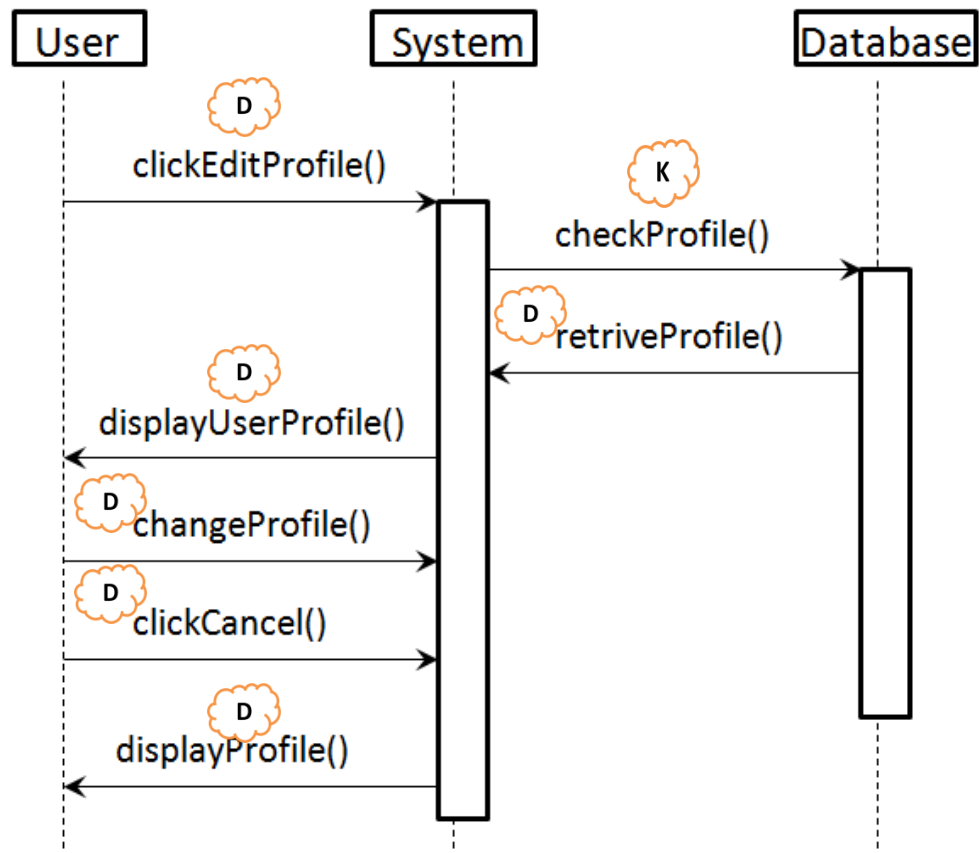 User System Database
D
clickEditProfile()
K
checkProfile()
D
retriveProfile()
D
displayUserProfile()
D
changeProfile()
D
clickCancel()
D
displayProfile()